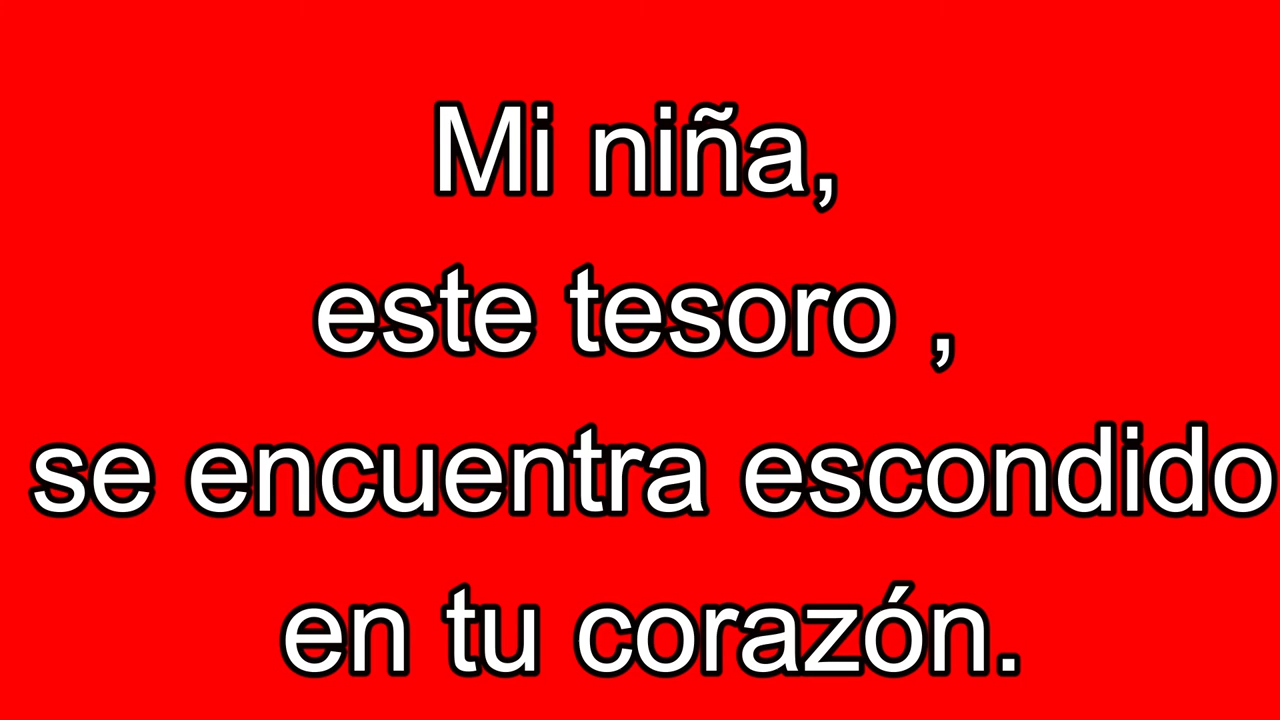 Mi niña,
este tesoro ,
se encuentra escondido
en tu corazón.